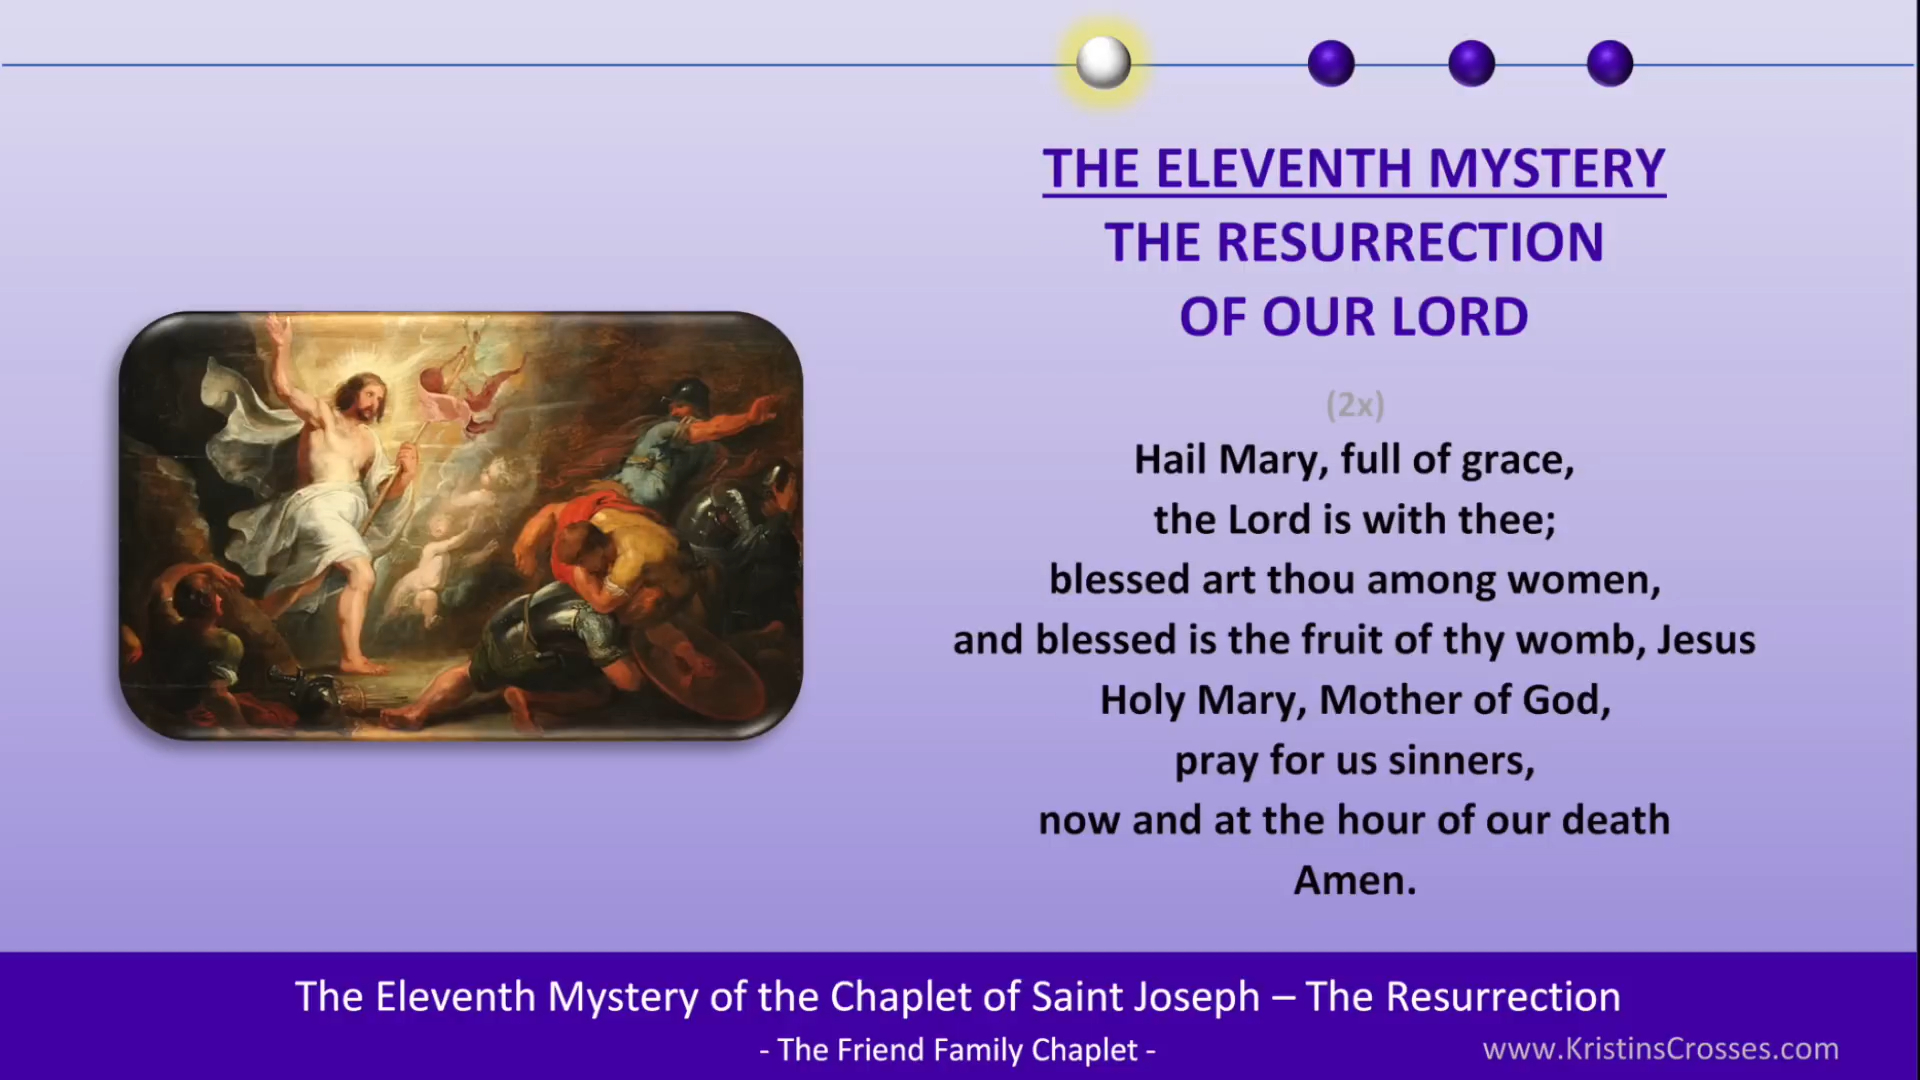 THE ELEVENTH MYSTERY
THE RESURRECTION
OF OUR LORD
(2x)
Hail Mary, full of grace,
the Lord is with thee;
blessed art thou among women,
and blessed is the fruit of thy womb, Jesus
Holy Mary, Mother of God,
pray for us sinners,
now and at the hour of our death
Amen.
The Eleventh Mystery of the Chaplet of Saint Joseph – The Resurrection
- The Friend Family Chaplet -
www.KristinsCrosses.com